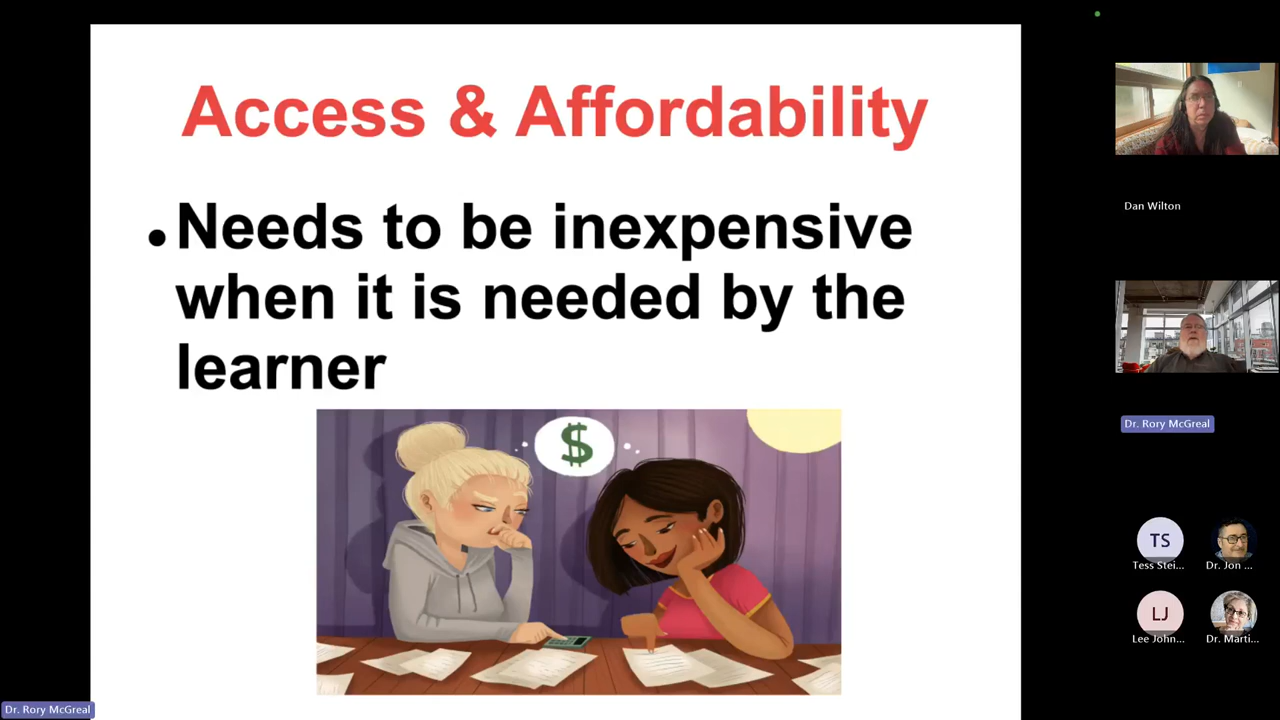 Access & Affordability
• Needs to be inexpensive
when it is needed by the
learner
$
Dan Wilton
Dr. Rory McGreal
TS
Tess Stei...
Dr. Jon ...
LJ
Lee John...
Dr. Marti...
Dr. Rory McGreal